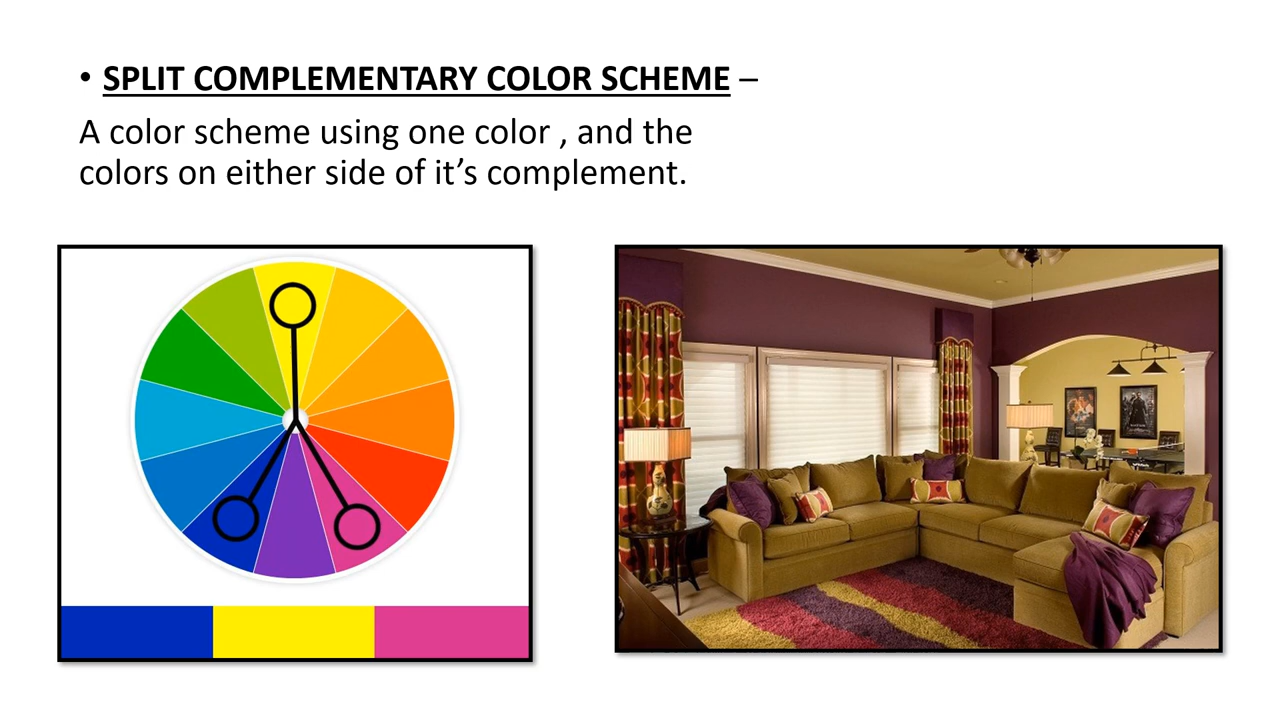 • SPLIT COMPLEMENTARY COLOR SCHEME –
A color scheme using one color , and the
colors on either side of it’s complement.